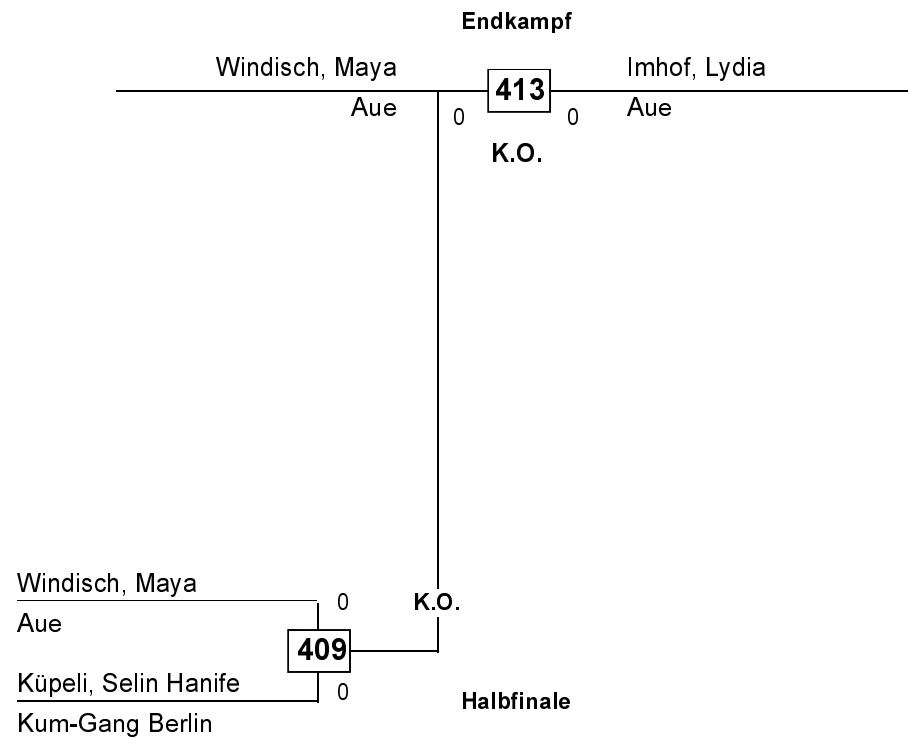 Endkampf
Windisch, Maya 413 Imhof, Lydia
Aue 0 0 Aue
K.O.
Windisch, Maya 0 K.O.
Aue
409
Küpeli, Selin Hanife 0 Halbfinale
Kum-Gang Berlin